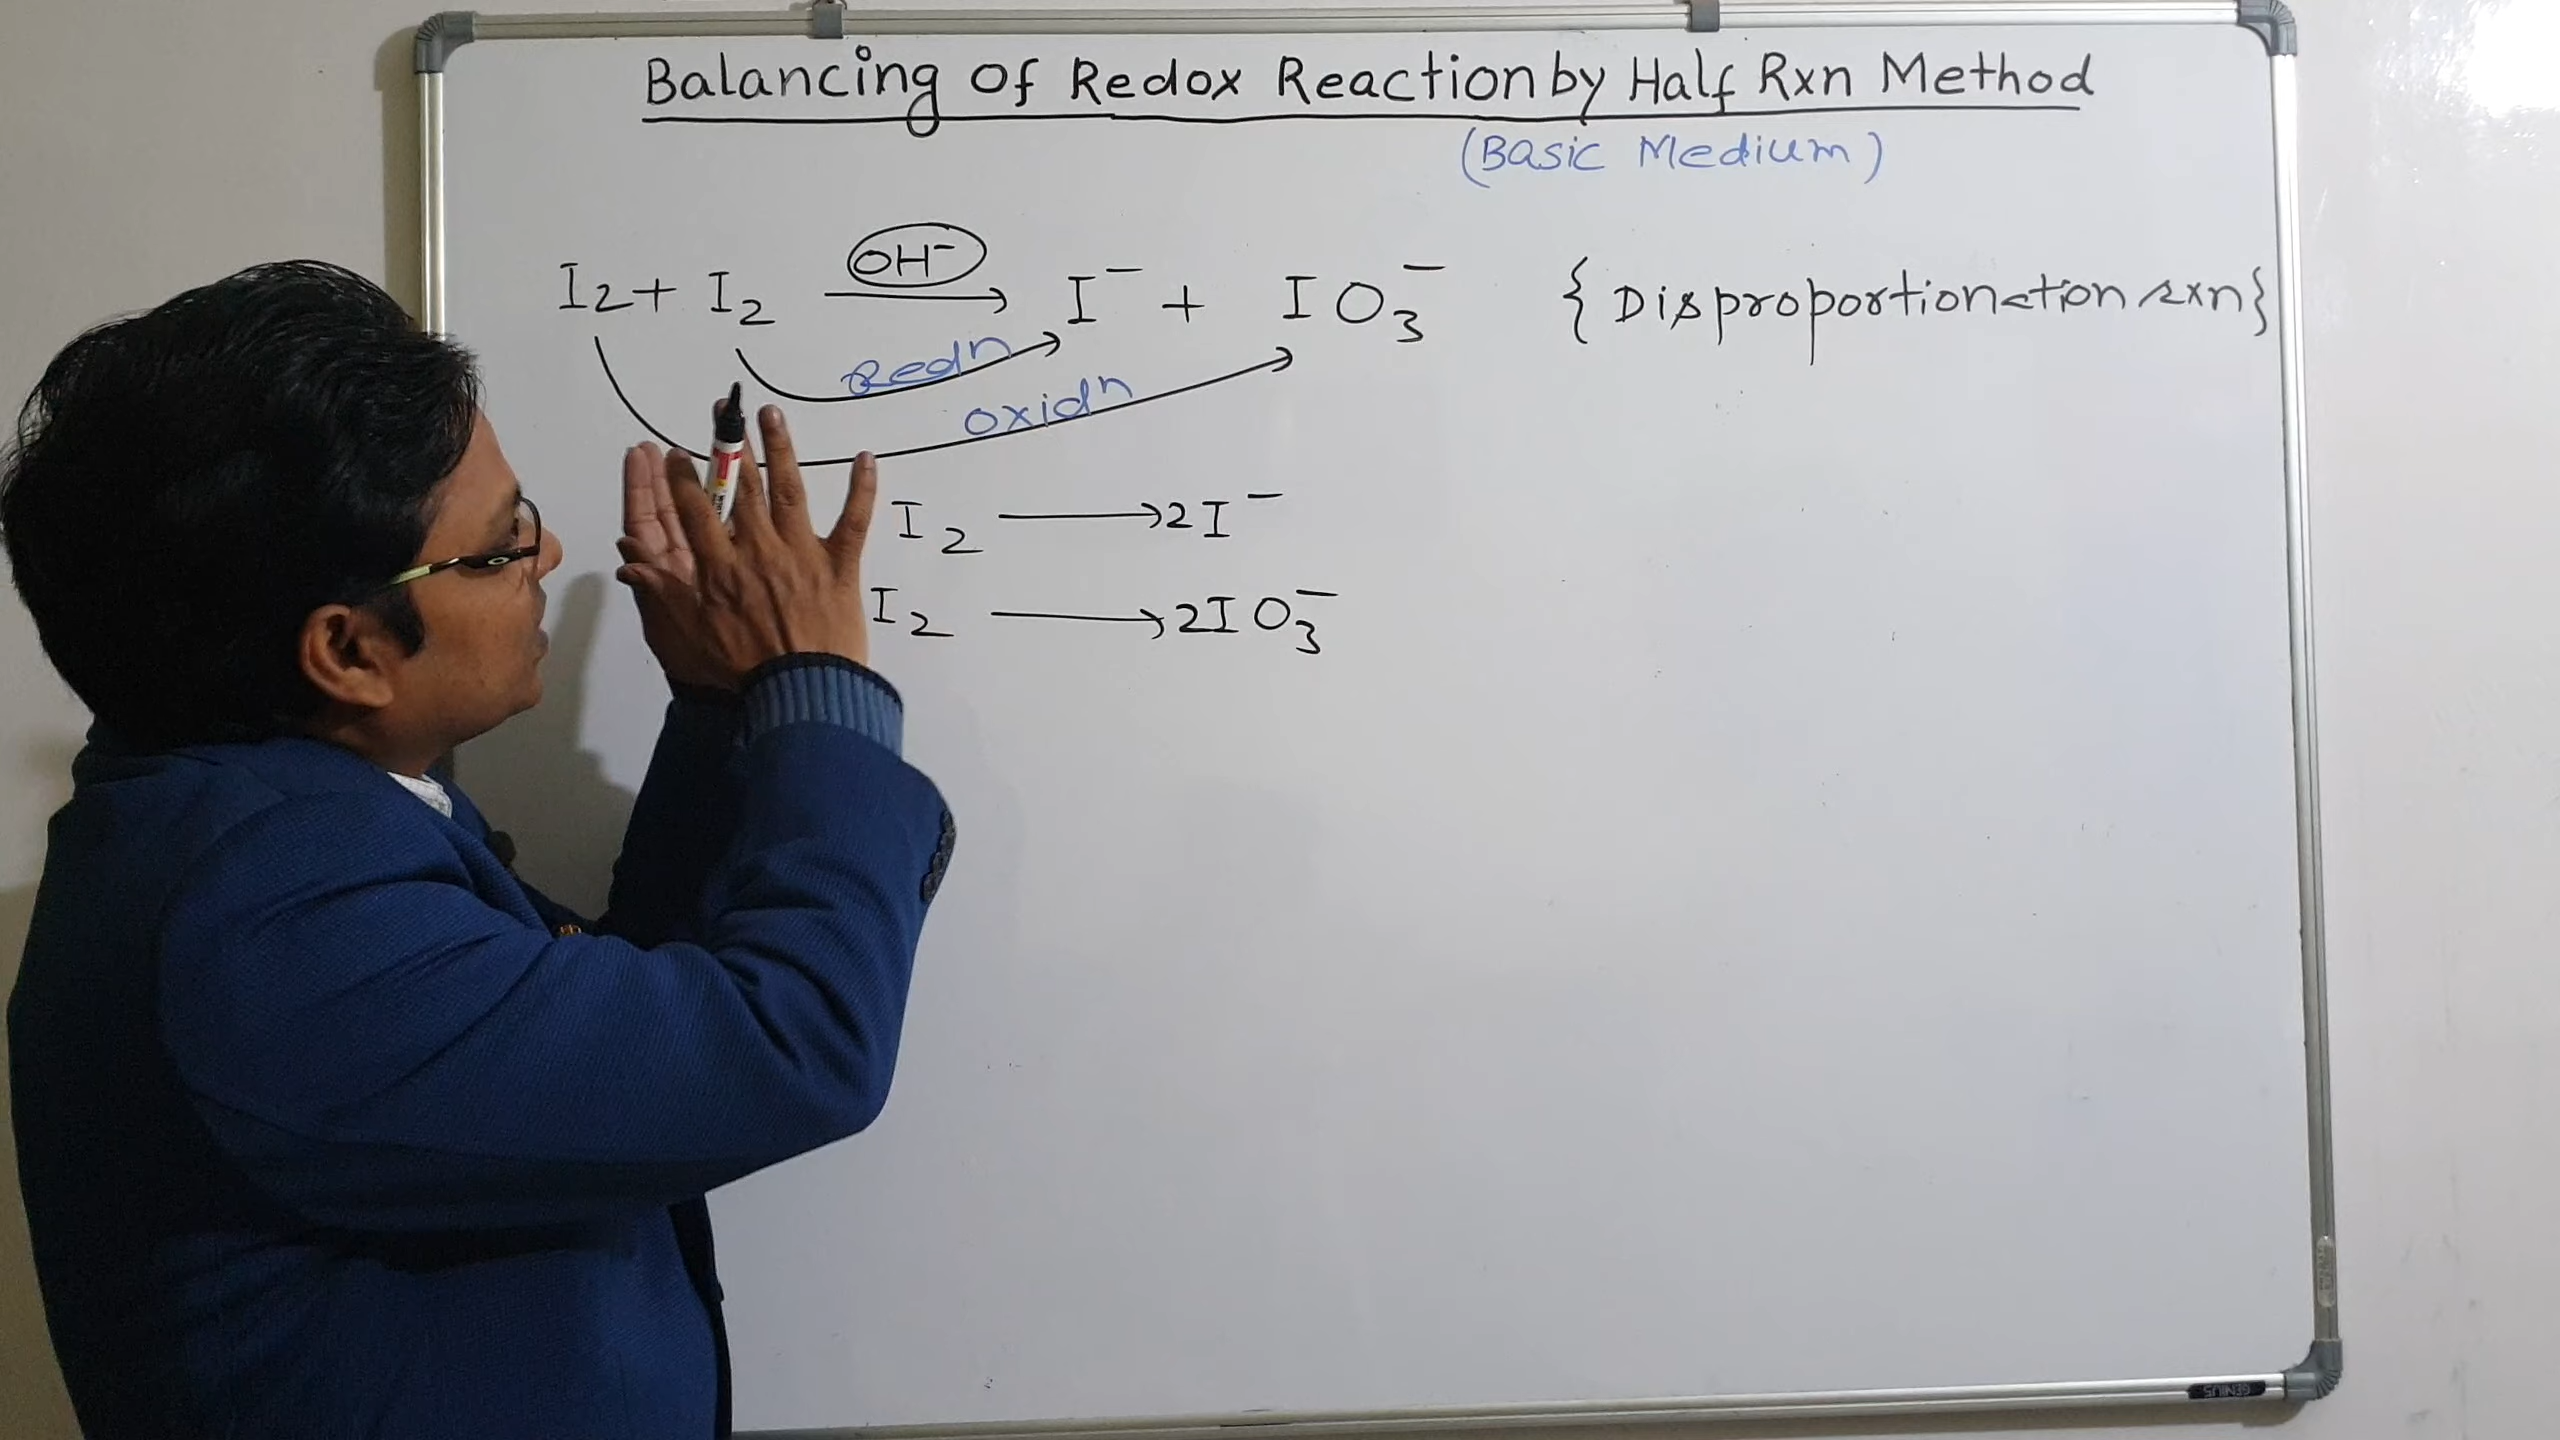 Balancing Of Redox Reaction by Half Rxn Method
(Basic Medium)
OH⁻
I₂ + I₂ ⟶ I⁻ + IO₃⁻ {Disproportionation rxn}
Redn
Oxidn
I₂ ⟶ 2I⁻
I₂ ⟶ 2IO₃⁻
GENIUS